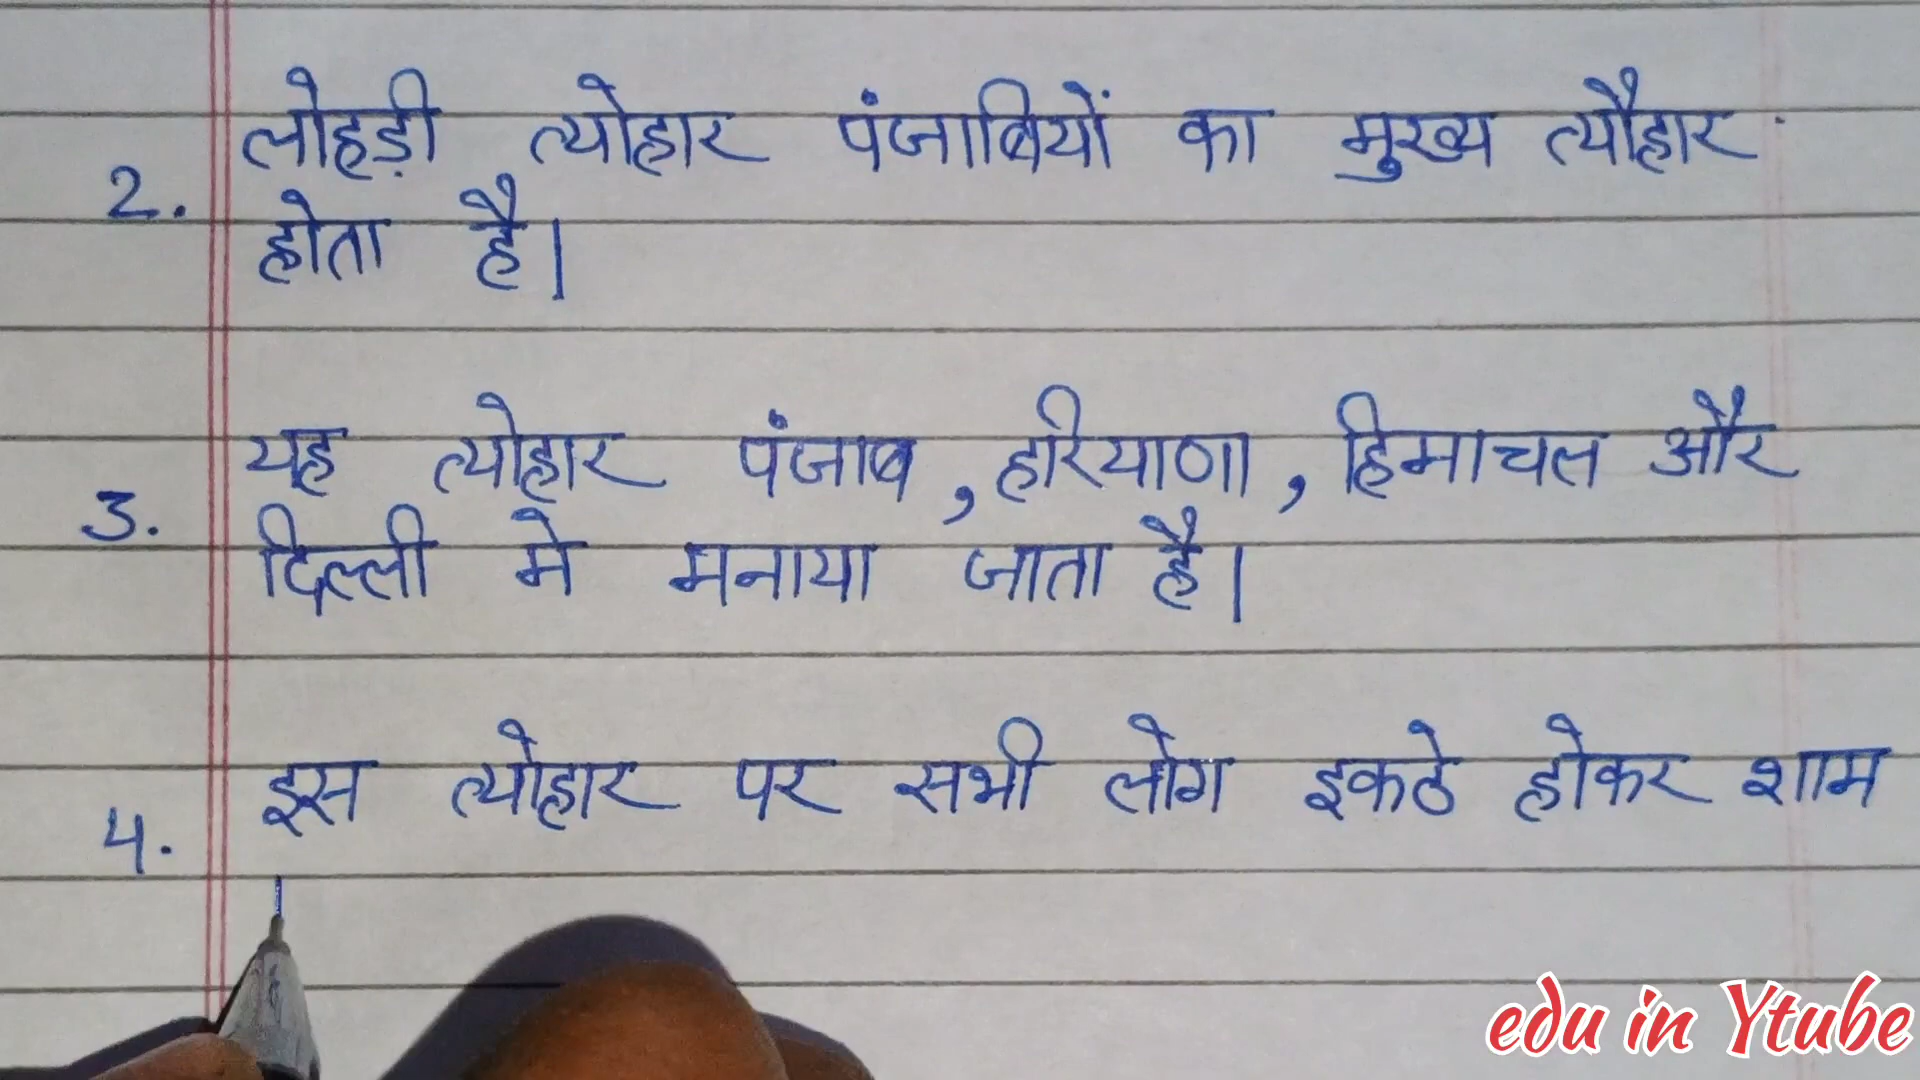 2. लोहड़ी त्योहार पंजाबियों का मुख्य त्यौहार
होता है।
3. यह त्योहार पंजाब, हरियाणा, हिमाचल और
दिल्ली मे मनाया जाता है।
4. इस त्योहार पर सभी लोग इकठे होकर शाम
edu in Ytube